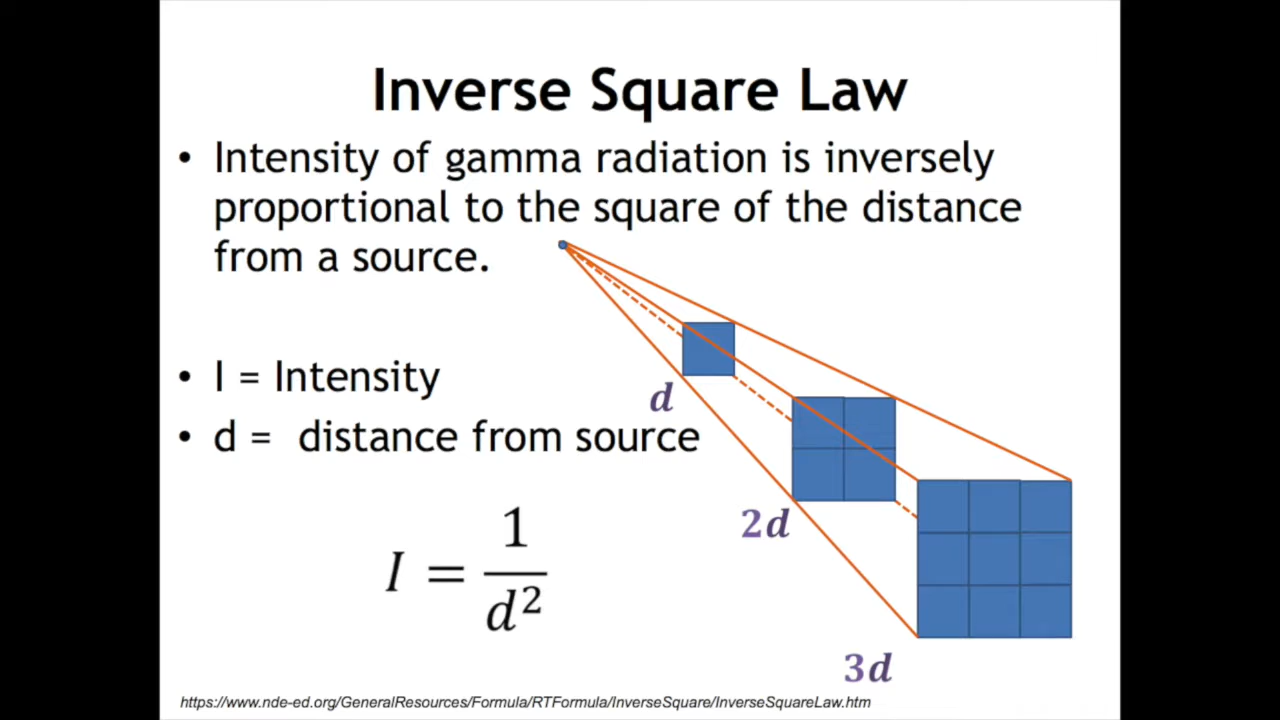 Inverse Square Law
• Intensity of gamma radiation is inversely
proportional to the square of the distance
from a source.
• I = Intensity
d
• d = distance from source
2d
I = 1/d²
3d
https://www.nde-ed.org/GeneralResources/Formula/RTFormula/InverseSquare/InverseSquareLaw.htm